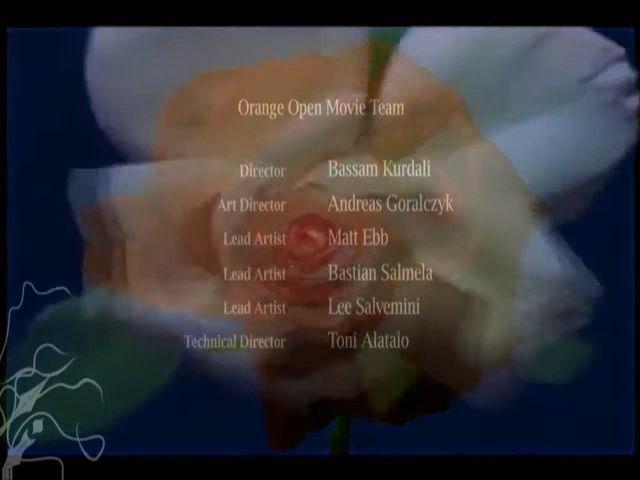 Orange Open Movie Team
Director Bassam Kurdali
Art Director Andreas Goralczyk
Lead Artist Matt Ebb
Lead Artist Bastian Salmela
Lead Artist Lee Salvemini
Technical Director Toni Alatalo